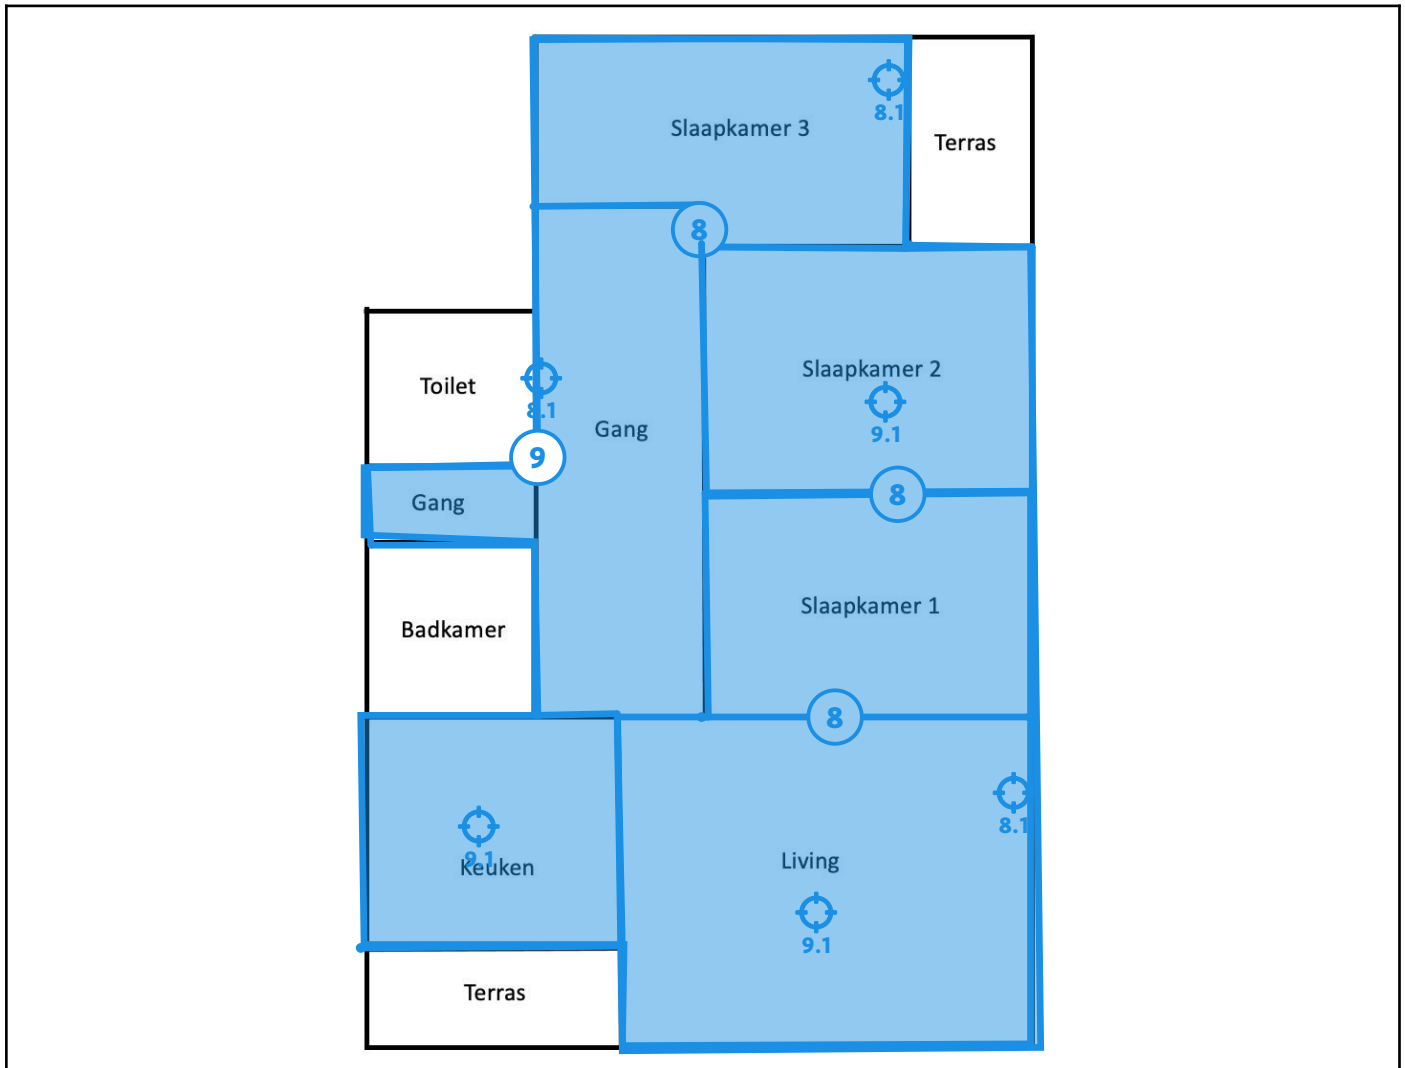 8.1
Slaapkamer 3
Terras
8
Slaapkamer 2
Toilet
8.1
Gang
9.1
9
8
Gang
Slaapkamer 1
Badkamer
8
8.1
9.1
Keuken
Living
9.1
Terras